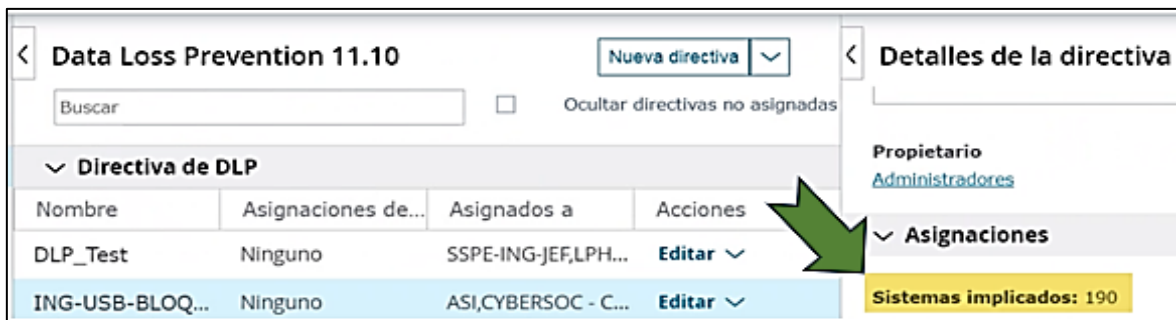 Data Loss Prevention 11.10
Nueva directiva
Buscar
Ocultar directivas no asignadas
Directiva de DLP
Nombre Asignaciones de... Asignados a Acciones
DLP_Test Ninguno SSPE-ING-JEF,LPH... Editar
ING-USB-BLOQ... Ninguno ASI,CYBERSOC - C... Editar
Detalles de la directiva
Propietario
Administradores
Asignaciones
Sistemas implicados: 190